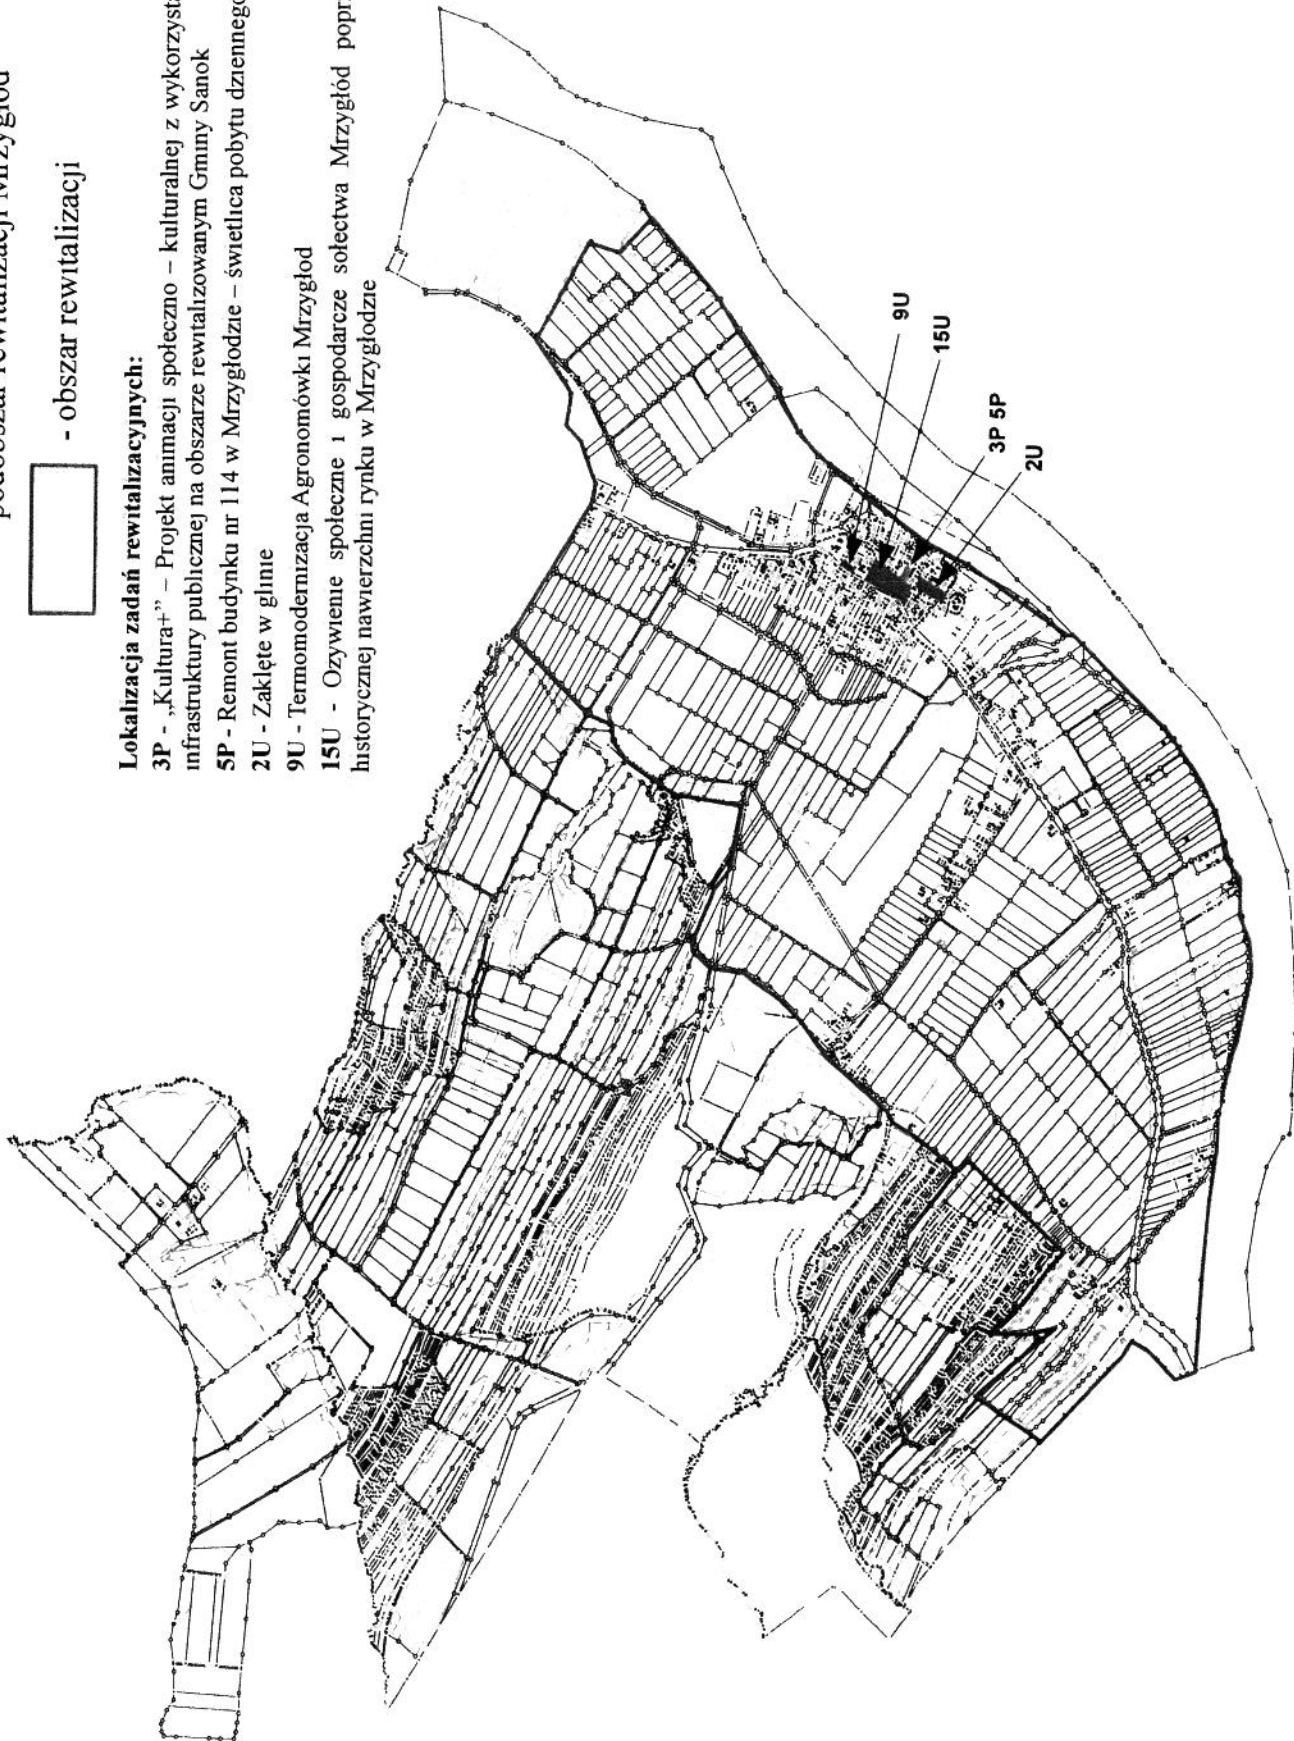 podobszar rewitalizacji Mrzygłód
- obszar rewitalizacji
Lokalizacja zadań rewitalizacyjnych:
3P - „Kultura+” – Projekt animacji społeczno – kulturalnej z wykorzyst
infrastruktury publicznej na obszarze rewitalizowanym Gminy Sanok
5P - Remont budynku nr 114 w Mrzygłodzie – świetlica pobytu dziennego
2U - Zaklęte w glinie
9U - Termomodernizacja Agronomówki Mrzygłod
15U - Ozywienie społeczne i gospodarcze sołectwa Mrzygłód popr
historycznej nawierzchni rynku w Mrzygłodzie
9U
15U
3P 5P
2U